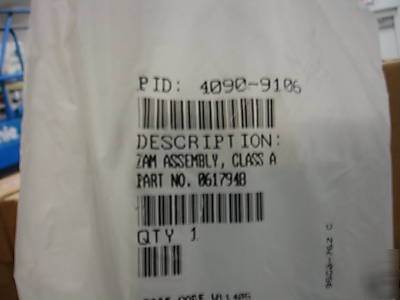 PID: 4090-9106
DESCRIPTION:
ZAM ASSEMBLY, CLASS A
PART NO. 0617948
QTY 1